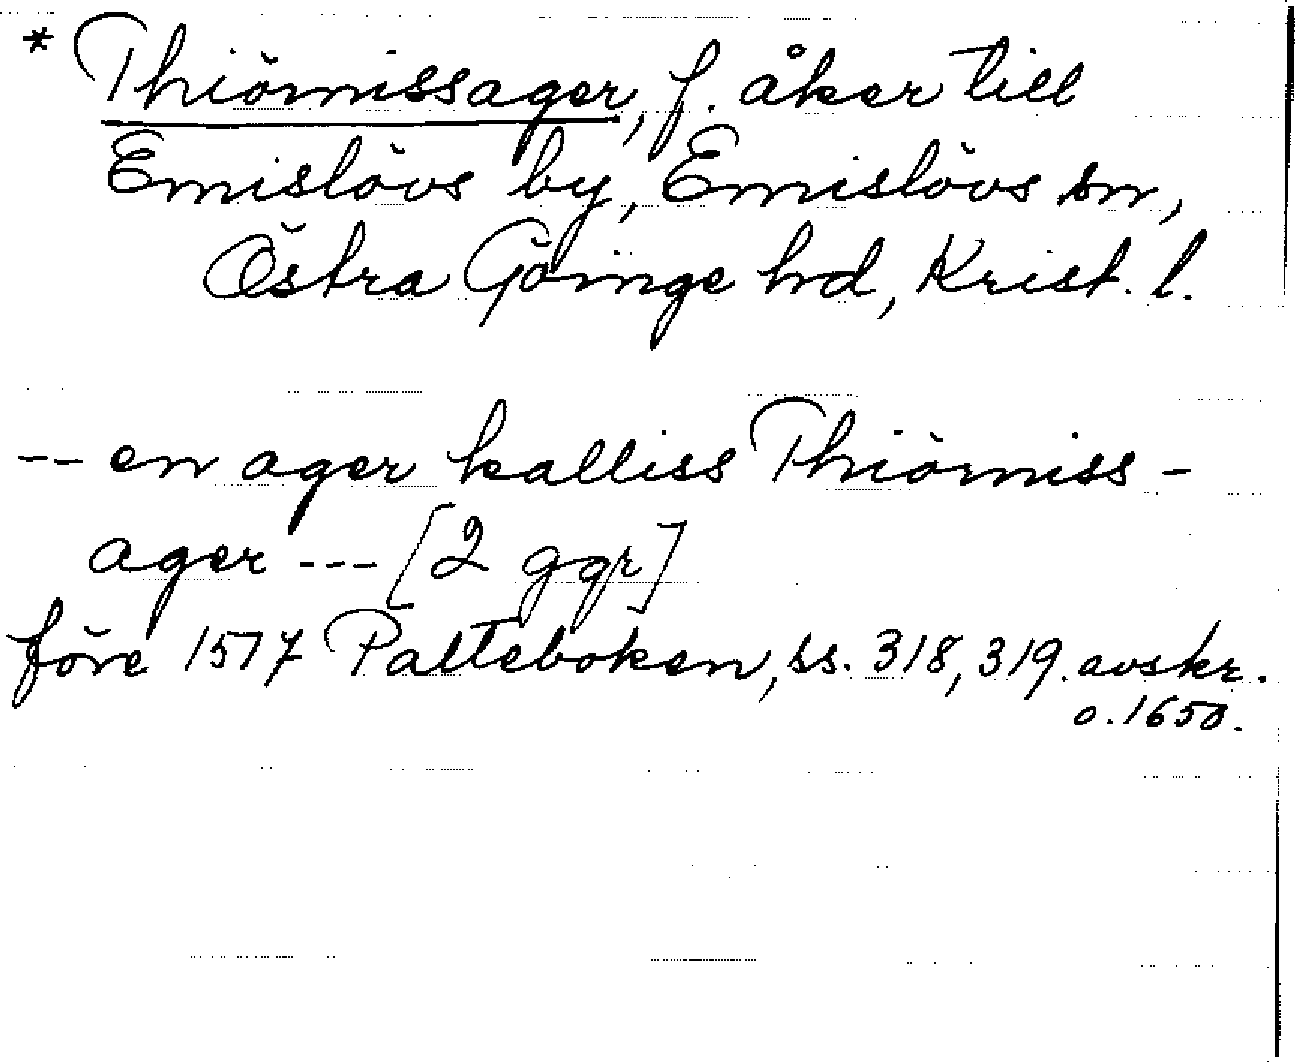 * Thiörnissager, f. åker till
Emislövs by, Emislövs sn,
Östra Göinge hd, Krist. l.
-- en ager kalliss Thiörniss-
ager --- [2 ggr]
före 1517 Palteboken, ss. 318, 319. avskr.
o. 1650.